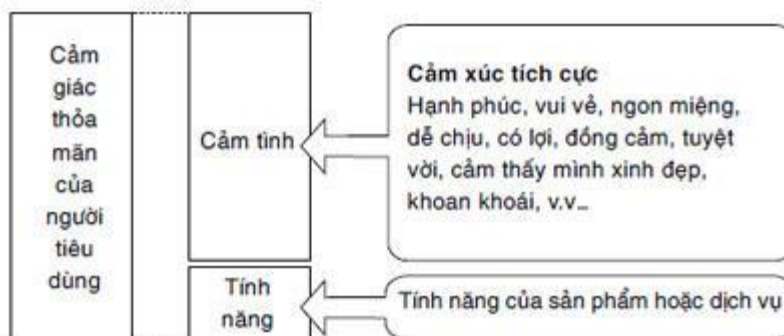 Cảm
giác
thỏa
mãn
của
người
tiêu
dùng
Cảm tình
Cảm xúc tích cực
Hạnh phúc, vui vẻ, ngon miệng,
dễ chịu, có lợi, đồng cảm, tuyệt
vời, cảm thấy mình xinh đẹp,
khoan khoái, v.v...
Tính
năng
Tính năng của sản phẩm hoặc dịch vụ